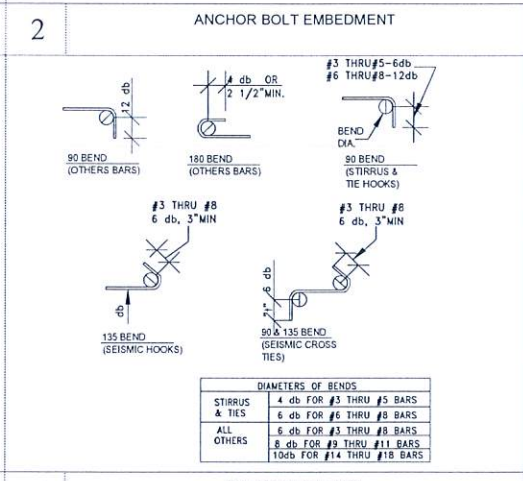 2
ANCHOR BOLT EMBEDMENT
12 db
90 BEND
(OTHERS BARS)
4 db OR
2 1/2"MIN.
180 BEND
(OTHERS BARS)
#3 THRU#5-6db
#6 THRU#8-12db
BEND
DIA.
90 BEND
(STIRRUS &
TIE HOOKS)
#3 THRU #8
6 db, 3"MIN
db
135 BEND
(SEISMIC HOOKS)
#3 THRU #8
6 db, 3"MIN
6 db
90 & 135 BEND
(SEISMIC CROSS
TIES)
DIAMETERS OF BENDS
STIRRUS
& TIES
4 db FOR #3 THRU #5 BARS
6 db FOR #6 THRU #8 BARS
ALL
OTHERS
6 db FOR #3 THRU #8 BARS
8 db FOR #9 THRU #11 BARS
10db FOR #14 THRU #18 BARS